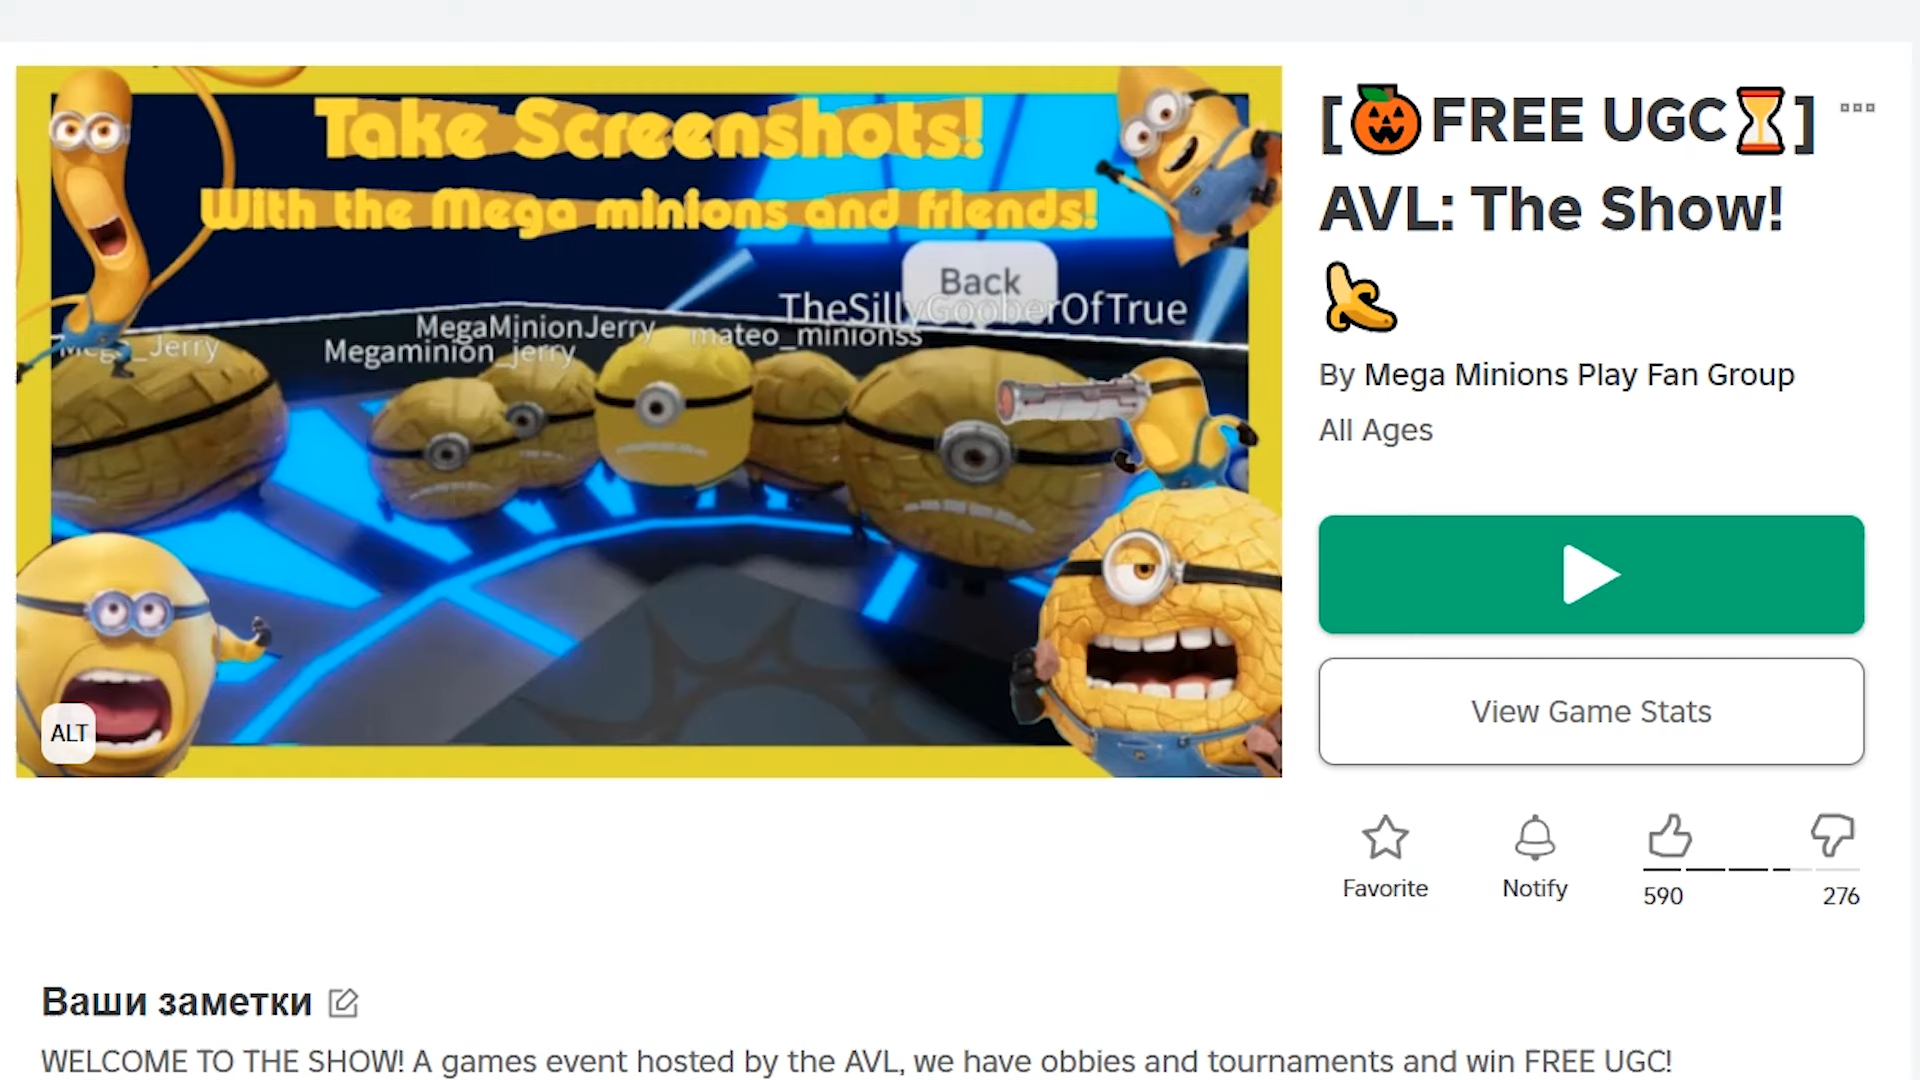 Take Screenshots!
With the Mega minions and friends!
Back
TheSillyGooberOfTrue
MegaMinionJerry
mateo_minionss
Megaminion_jerry
_Jerry
ALT
[🎃FREE UGC⏳]
AVL: The Show!
🍌
By Mega Minions Play Fan Group
All Ages
View Game Stats
Favorite
Notify
590
276
Ваши заметки
WELCOME TO THE SHOW! A games event hosted by the AVL, we have obbies and tournaments and win FREE UGC!